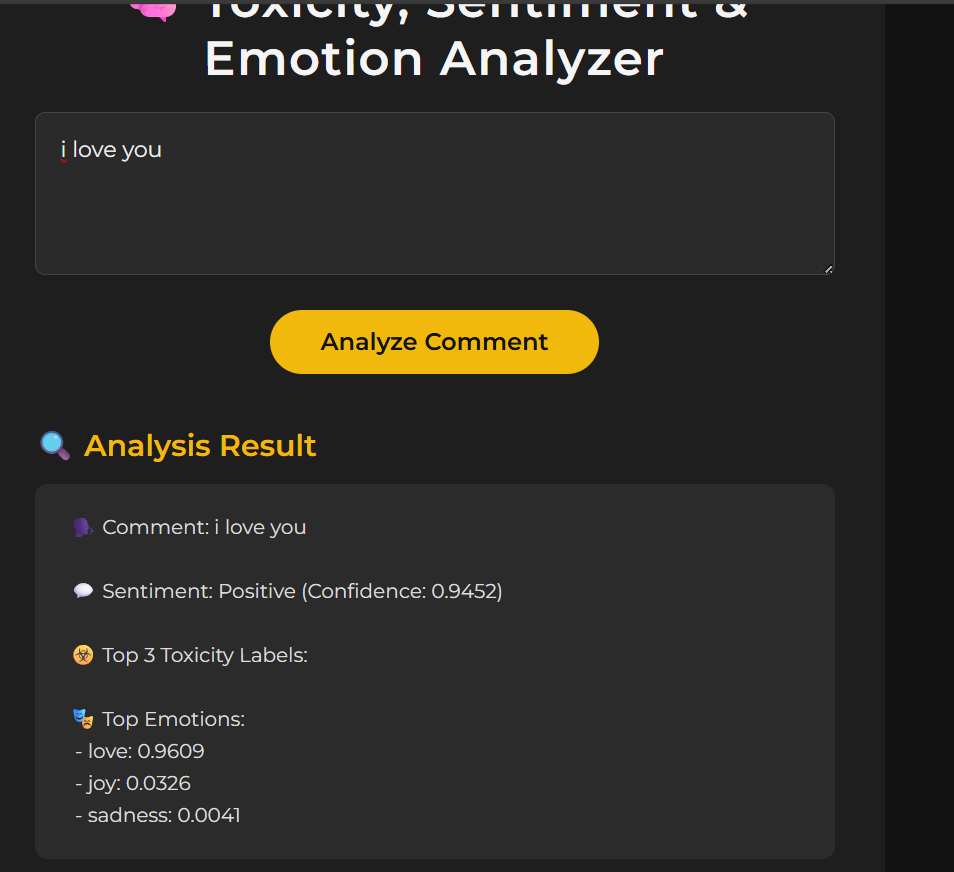 Toxicity, Sentiment &
Emotion Analyzer
i love you
Analyze Comment
Analysis Result
Comment: i love you
Sentiment: Positive (Confidence: 0.9452)
Top 3 Toxicity Labels:
Top Emotions:
- love: 0.9609
- joy: 0.0326
- sadness: 0.0041